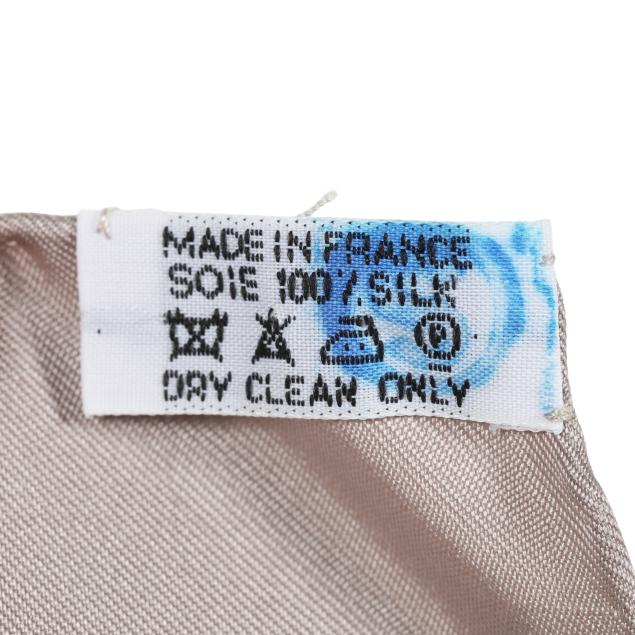 MADE IN FRANCE
SOIE 100% SILK
DRY CLEAN ONLY